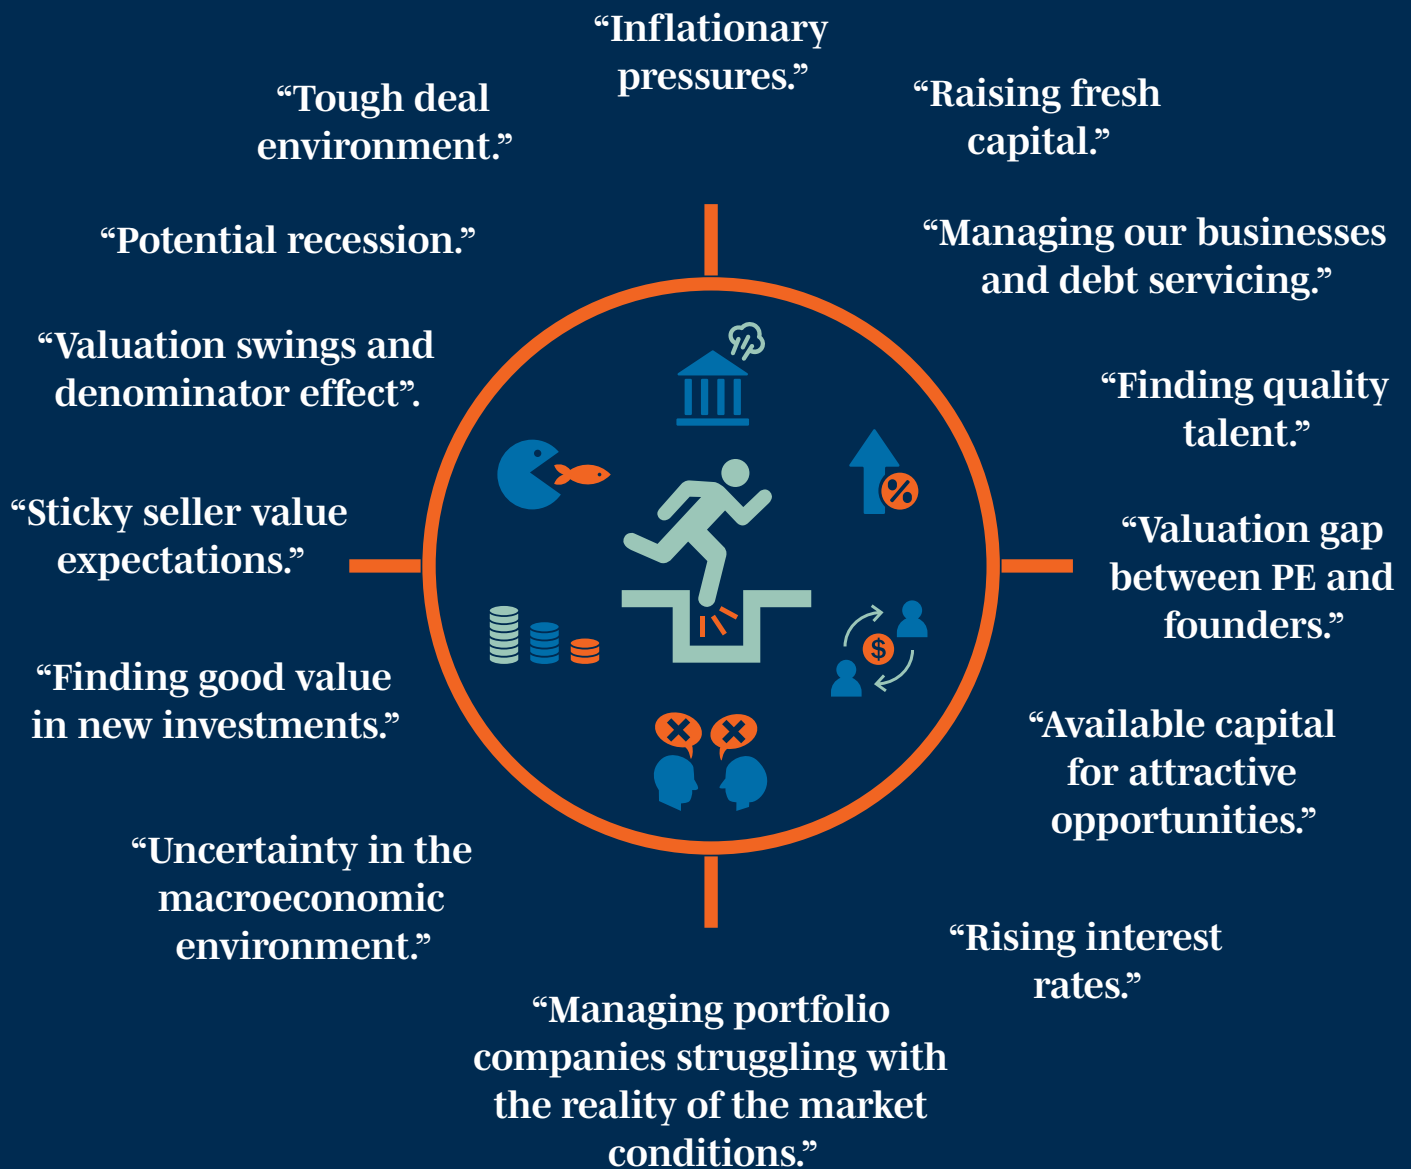 “Inflationary
pressures.”
“Raising fresh
capital.”
“Managing our businesses
and debt servicing.”
“Finding quality
talent.”
“Valuation gap
between PE and
founders.”
“Available capital
for attractive
opportunities.”
“Rising interest
rates.”
“Managing portfolio
companies struggling with
the reality of the market
conditions.”
“Uncertainty in the
macroeconomic
environment.”
“Finding good value
in new investments.”
“Sticky seller value
expectations.”
“Valuation swings and
denominator effect”.
“Potential recession.”
“Tough deal
environment.”
%
$